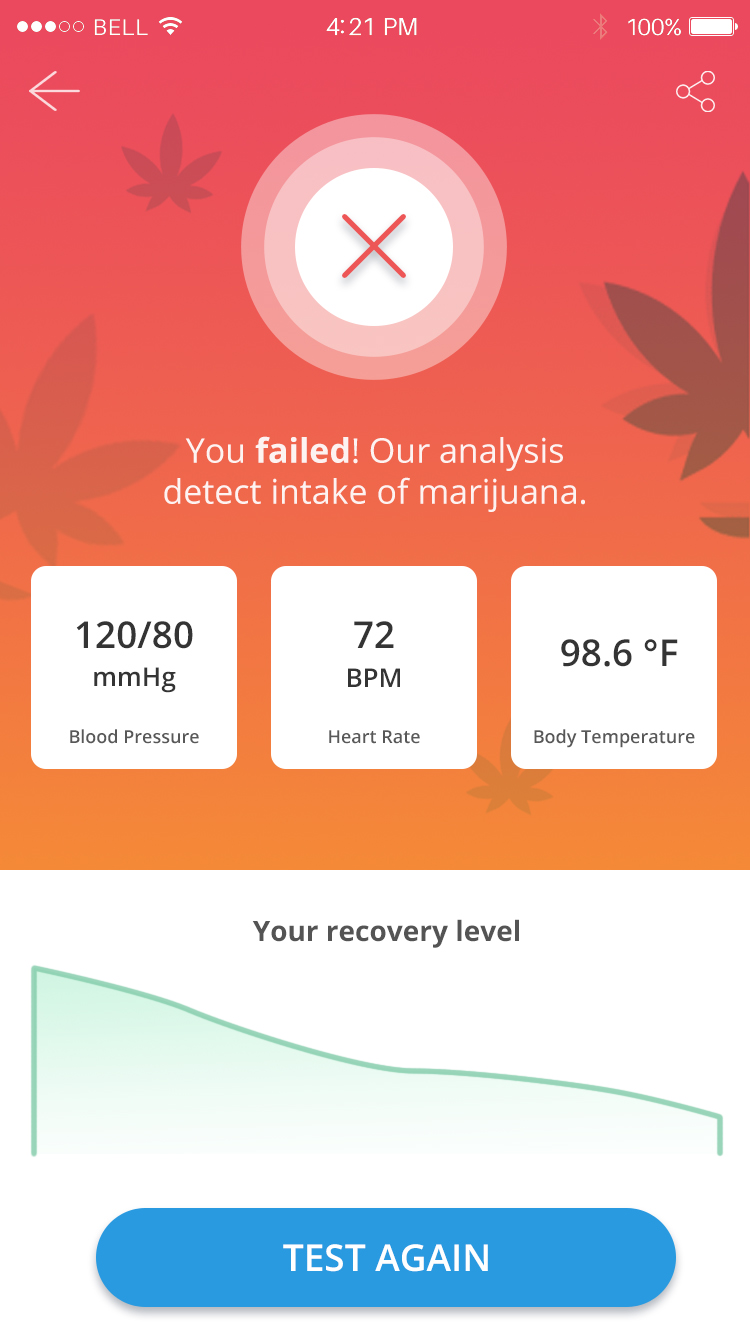 BELL 4:21 PM 100%
You failed! Our analysis
detect intake of marijuana.
120/80
mmHg
Blood Pressure
72
BPM
Heart Rate
98.6 °F
Body Temperature
Your recovery level
TEST AGAIN